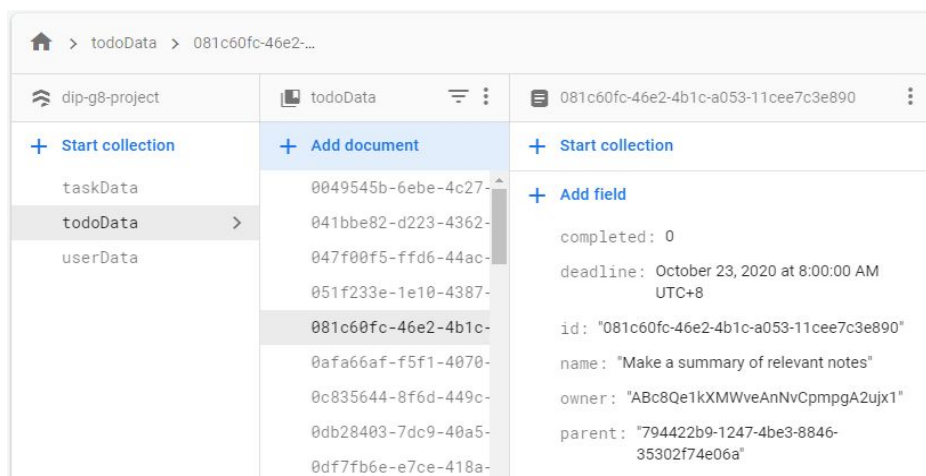 todoData > 081c60fc-46e2-...
dip-g8-project
Start collection
taskData
todoData
userData
todoData
Add document
0049545b-6ebe-4c27-
041bbe82-d223-4362-
047f00f5-ffd6-44ac-
051f233e-1e10-4387-
081c60fc-46e2-4b1c-
0afa66af-f5f1-4070-
0c835644-8f6d-449c-
0db28403-7dc9-40a5-
0df7fb6e-e7ce-418a-
081c60fc-46e2-4b1c-a053-11cee7c3e890
Start collection
Add field
completed: 0
deadline: October 23, 2020 at 8:00:00 AM
UTC+8
id: "081c60fc-46e2-4b1c-a053-11cee7c3e890"
name: "Make a summary of relevant notes"
owner: "ABc8Qe1kXMWveAnNvCpmpgA2ujx1"
parent: "794422b9-1247-4be3-8846-
35302f74e06a"